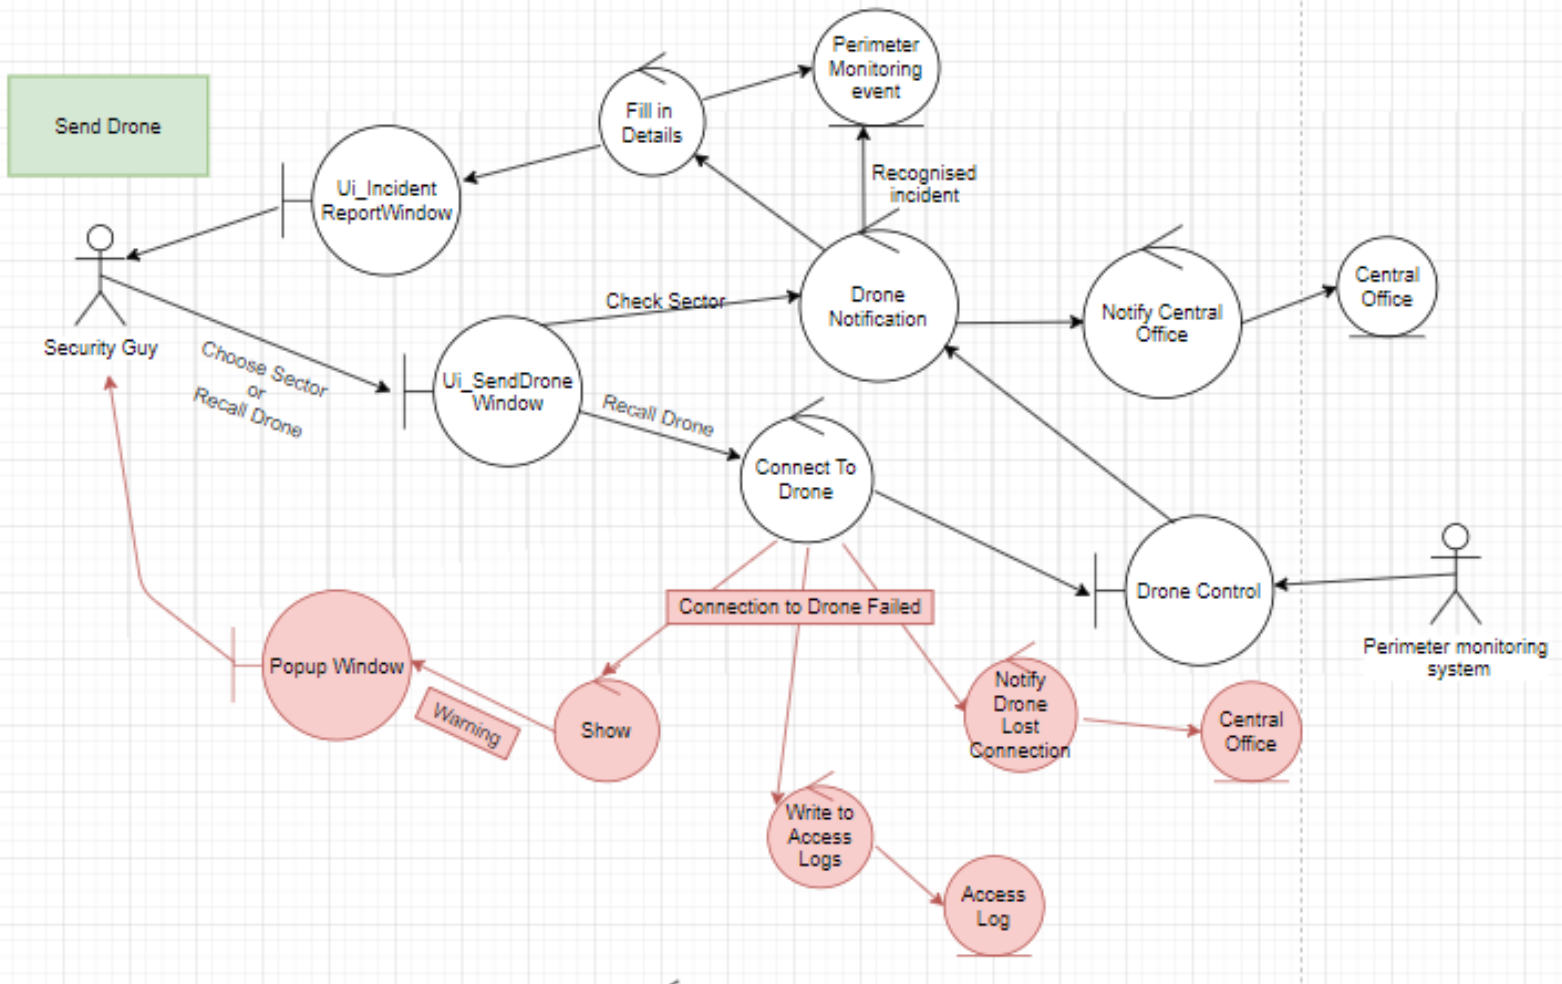 Perimeter
Monitoring
event
Send Drone
Fill in
Details
Recognised
incident
Ui_Incident
ReportWindow
Central
Office
Check Sector
Drone
Notification
Notify Central
Office
Security Guy
Choose Sector
or
Recall Drone
Ui_SendDrone
Window
Recall Drone
Connect To
Drone
Drone Control
Connection to Drone Failed
Perimeter monitoring
system
Popup Window
Warning
Show
Notify
Drone
Lost
Connection
Central
Office
Write to
Access
Logs
Access
Log